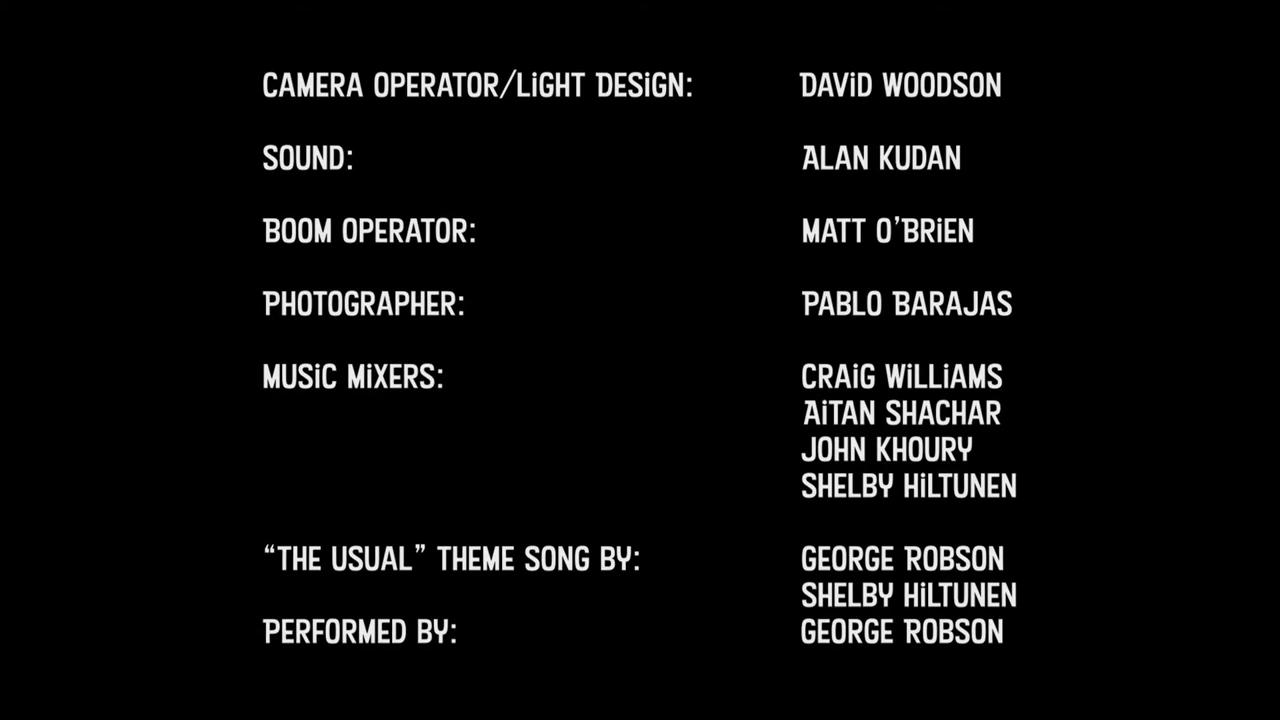 CAMERA OPERATOR/LiGHT DESiGN: DAViD WOODSON
SOUND: ALAN KUDAN
BOOM OPERATOR: MATT O’BRiEN
PHOTOGRAPHER: PABLO BARAJAS
MUSiC MiXERS: CRAiG WiLLiAMS
AiTAN SHACHAR
JOHN KHOURY
SHELBY HiLTUNEN
“THE USUAL” THEME SONG BY: GEORGE ROBSON
SHELBY HiLTUNEN
PERFORMED BY: GEORGE ROBSON